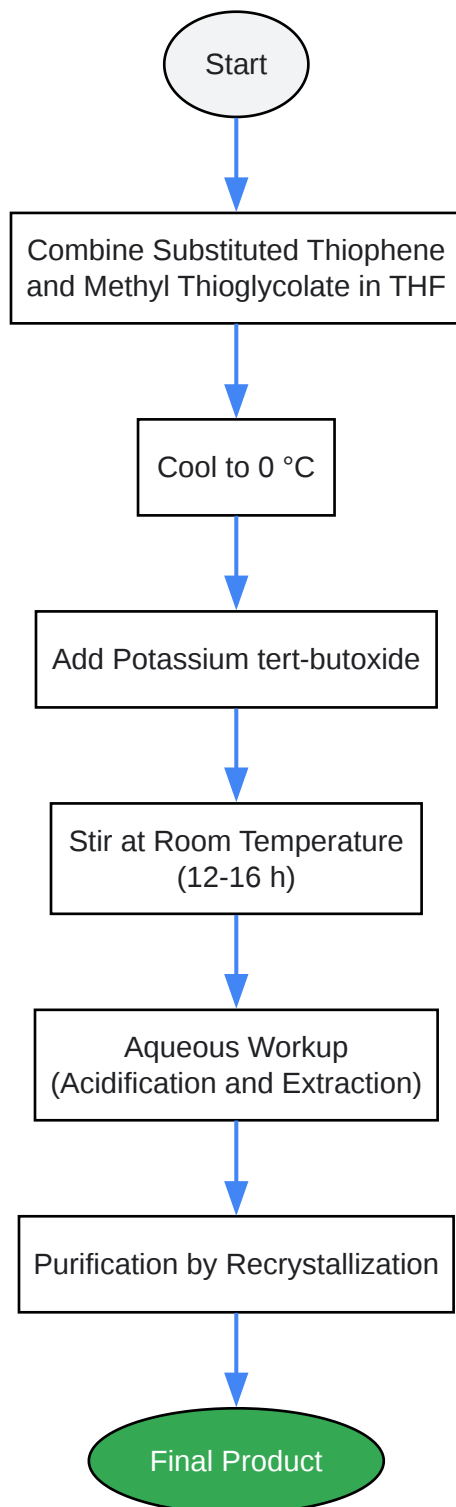 Start
Combine Substituted Thiophene
and Methyl Thioglycolate in THF
Cool to 0 °C
Add Potassium tert-butoxide
Stir at Room Temperature
(12-16 h)
Aqueous Workup
(Acidification and Extraction)
Purification by Recrystallization
Final Product